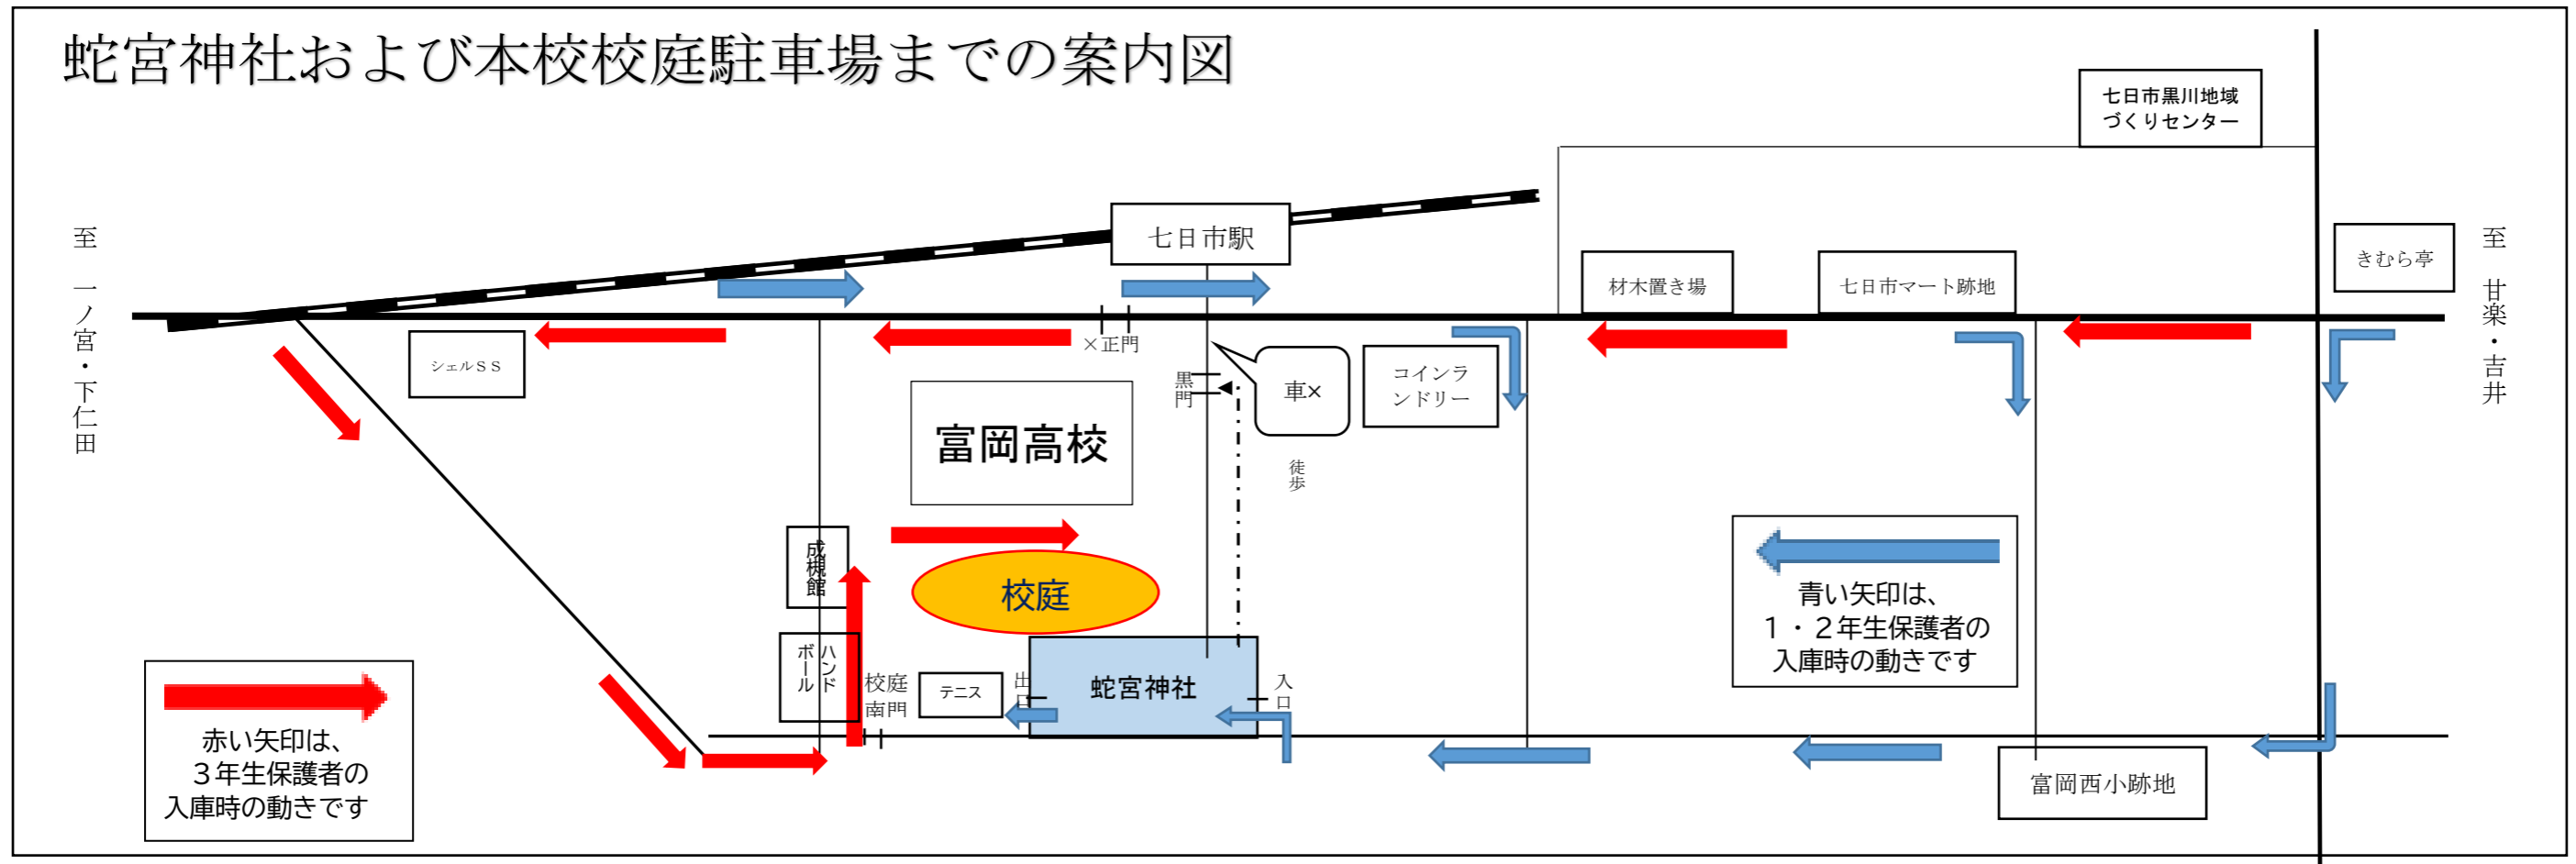 蛇宮神社および本校校庭駐車場までの案内図
七日市黒川地域
づくりセンター
至 一ノ宮・下仁田
七日市駅
材木置き場
七日市マート跡地
きむら亭
至 甘楽・吉井
シェルSS
×正門
黒門
車×
コインラ
ンドリー
富岡高校
徒歩
成槻館
校庭
青い矢印は、
1・2年生保護者の
入庫時の動きです
ハンド
ボール
校庭
南門
テニス
出口
蛇宮神社
入口
赤い矢印は、
3年生保護者の
入庫時の動きです
富岡西小跡地